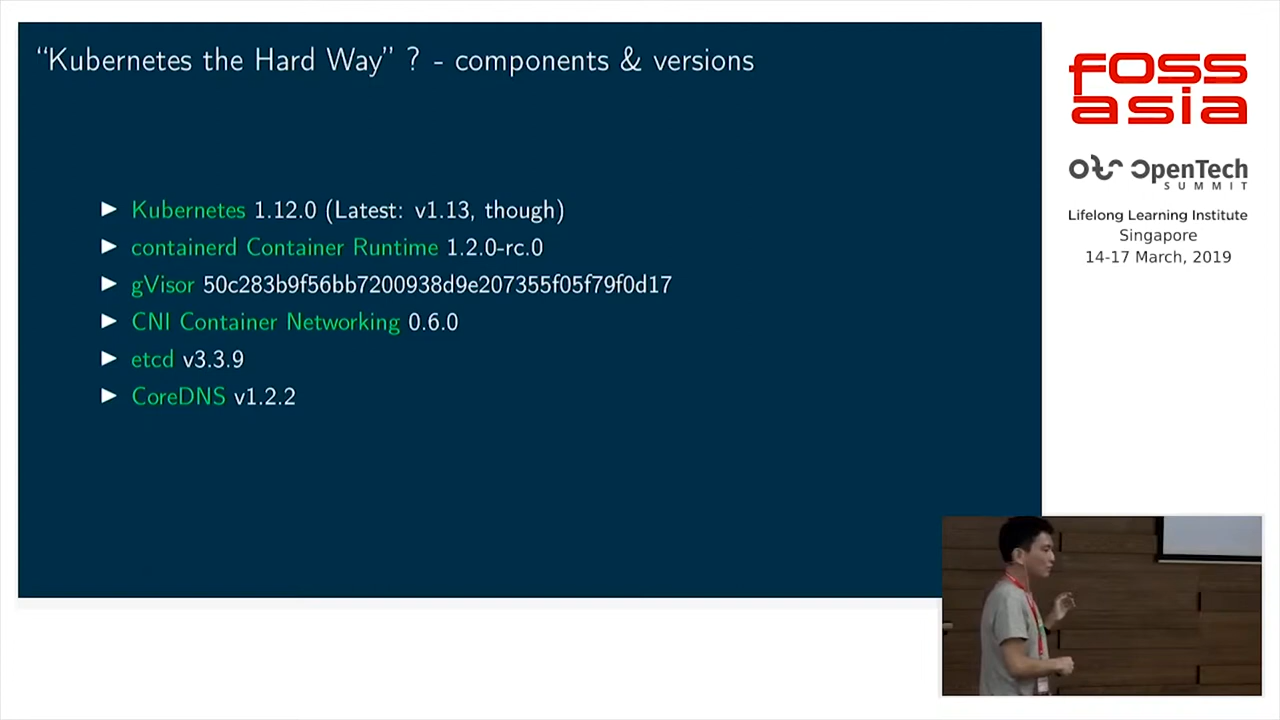 “Kubernetes the Hard Way” ? - components & versions
► Kubernetes 1.12.0 (Latest: v1.13, though)
► containerd Container Runtime 1.2.0-rc.0
► gVisor 50c283b9f56bb7200938d9e207355f05f79f0d17
► CNI Container Networking 0.6.0
► etcd v3.3.9
► CoreDNS v1.2.2
fOSS
asia
OpenTech
SUMMIT
Lifelong Learning Institute
Singapore
14-17 March, 2019